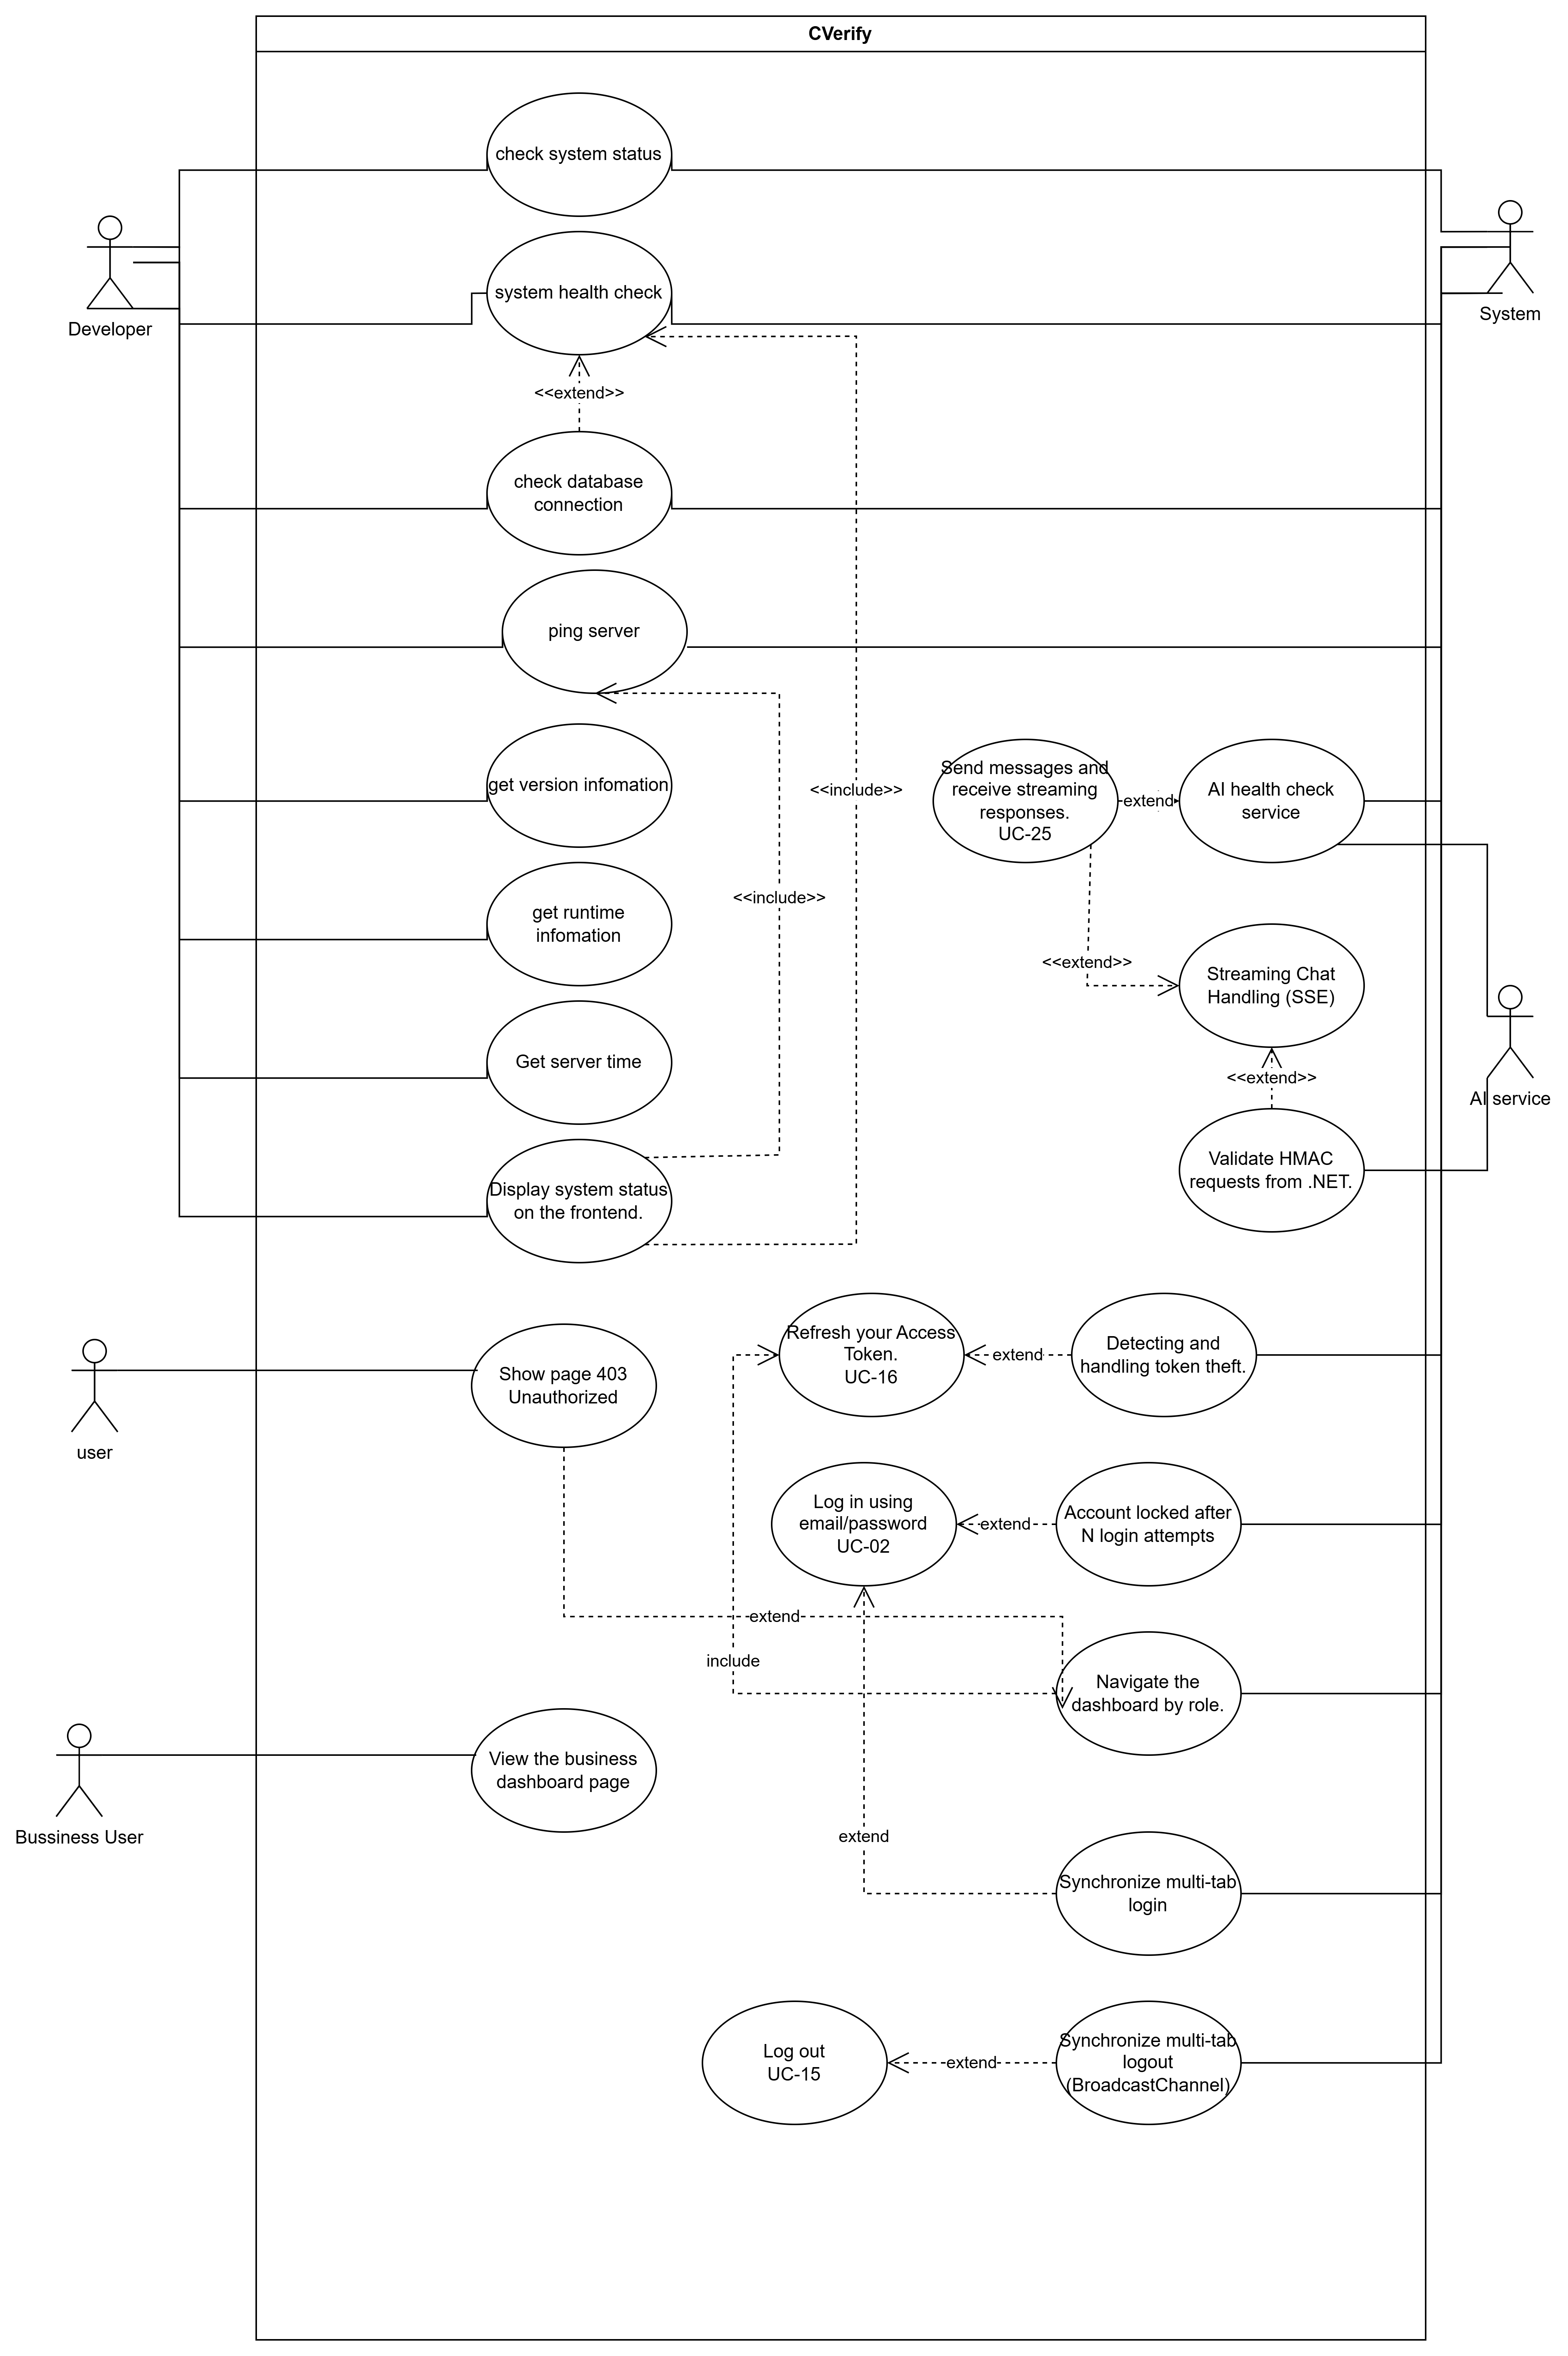 CVerify
check system status
Developer
System
system health check
<<extend>>
check database
connection
ping server
get version infomation
<<include>>
Send messages and
receive streaming
responses.
UC-25
extend
AI health check
service
<<include>>
get runtime
infomation
<<extend>>
Streaming Chat
Handling (SSE)
Get server time
<<extend>>
AI service
Display system status
on the frontend.
Validate HMAC
requests from .NET.
user
Show page 403
Unauthorized
Refresh your Access
Token.
UC-16
extend
Detecting and
handling token theft.
Log in using
email/password
UC-02
extend
Account locked after
N login attempts
extend
include
Navigate the
dashboard by role.
Bussiness User
View the business
dashboard page
extend
Synchronize multi-tab
login
Log out
UC-15
extend
Synchronize multi-tab
logout
(BroadcastChannel)